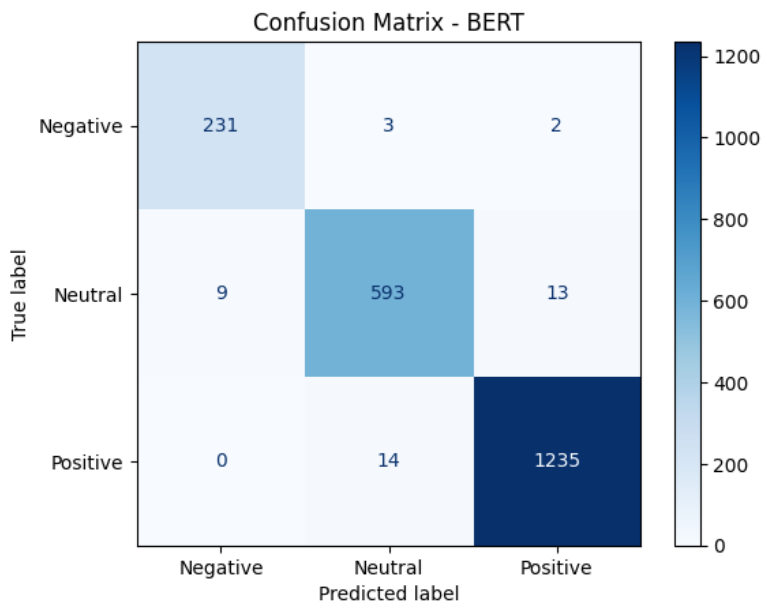 Confusion Matrix - BERT
True label
Negative
231 3 2
Neutral
9 593 13
Positive
0 14 1235
Negative Neutral Positive
Predicted label
1200
1000
800
600
400
200
0